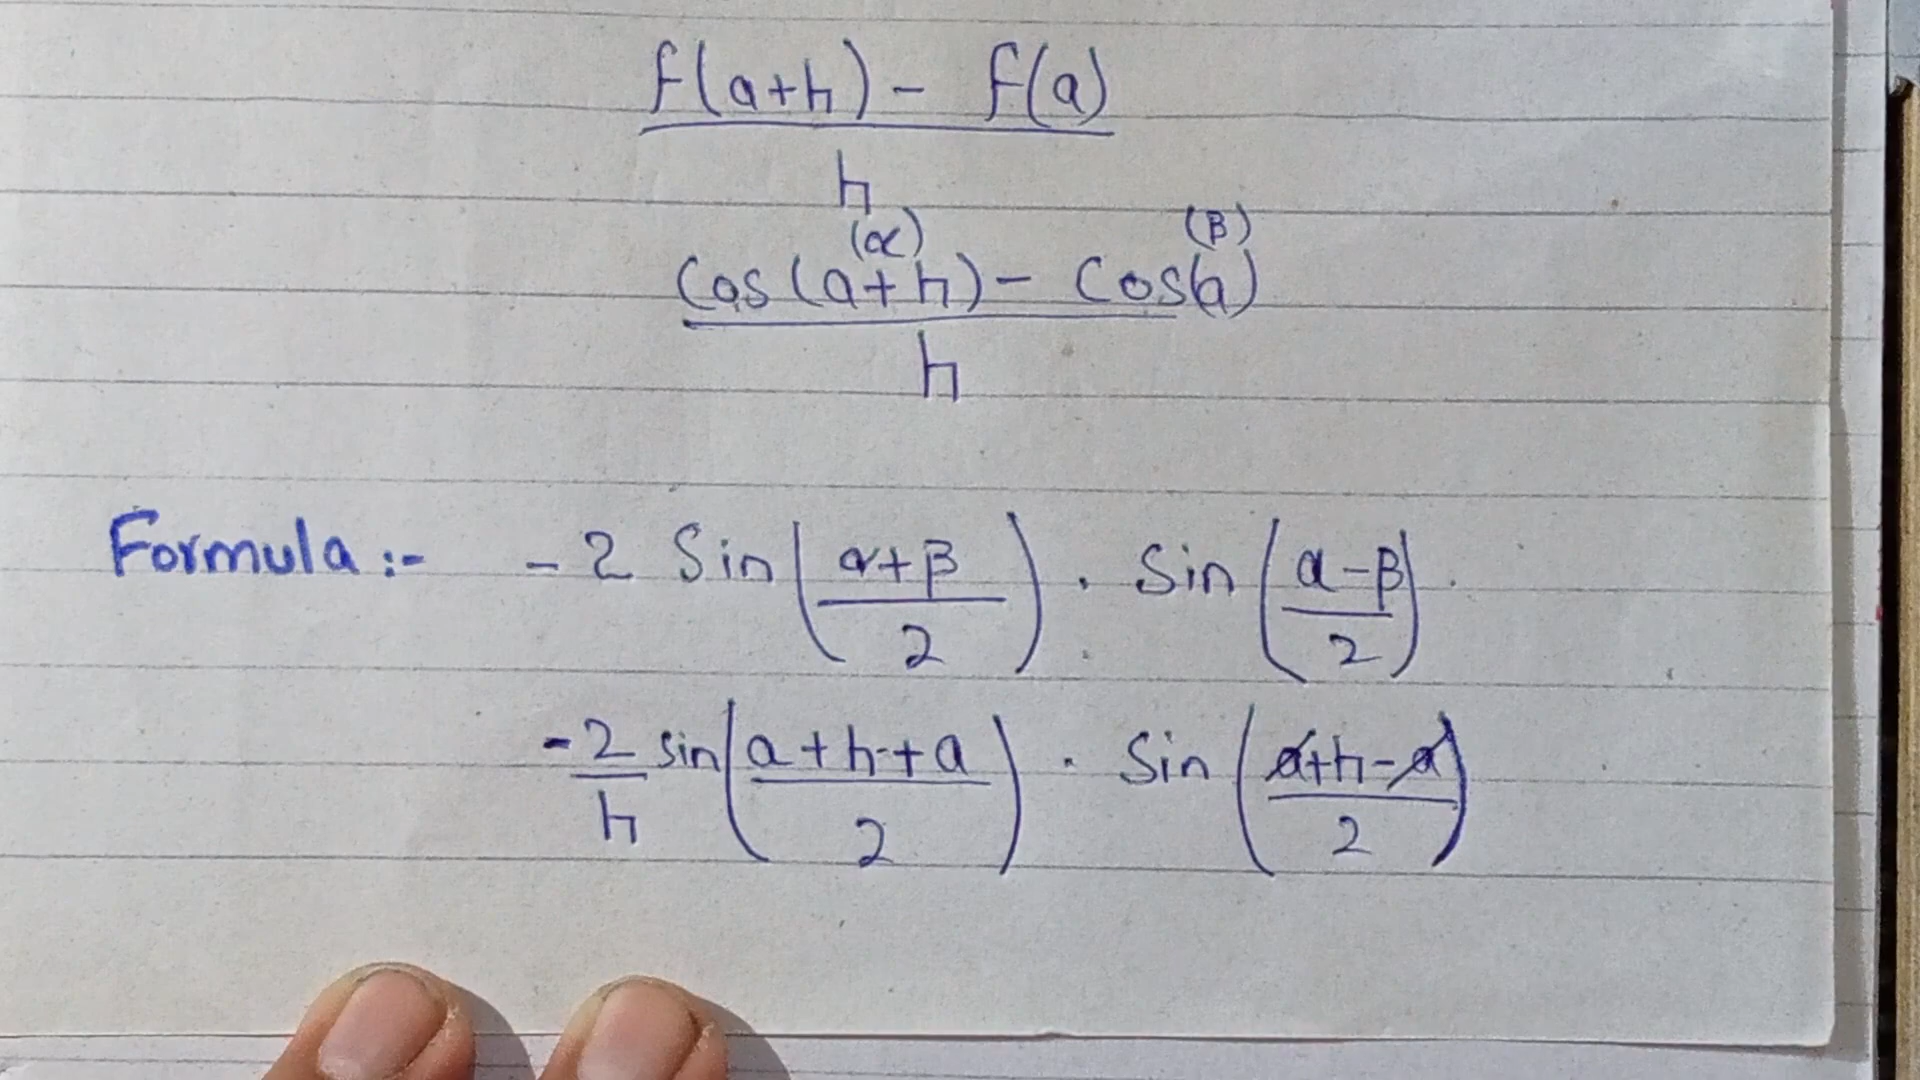 f(a+h) - f(a)
h
(α) (β)
Cos(a+h) - Cos(a)
h
Formula :- -2 Sin(α+β/2) . Sin(α-β/2) .
-2/h sin(a+h+a/2) . Sin(a+h-a/2)